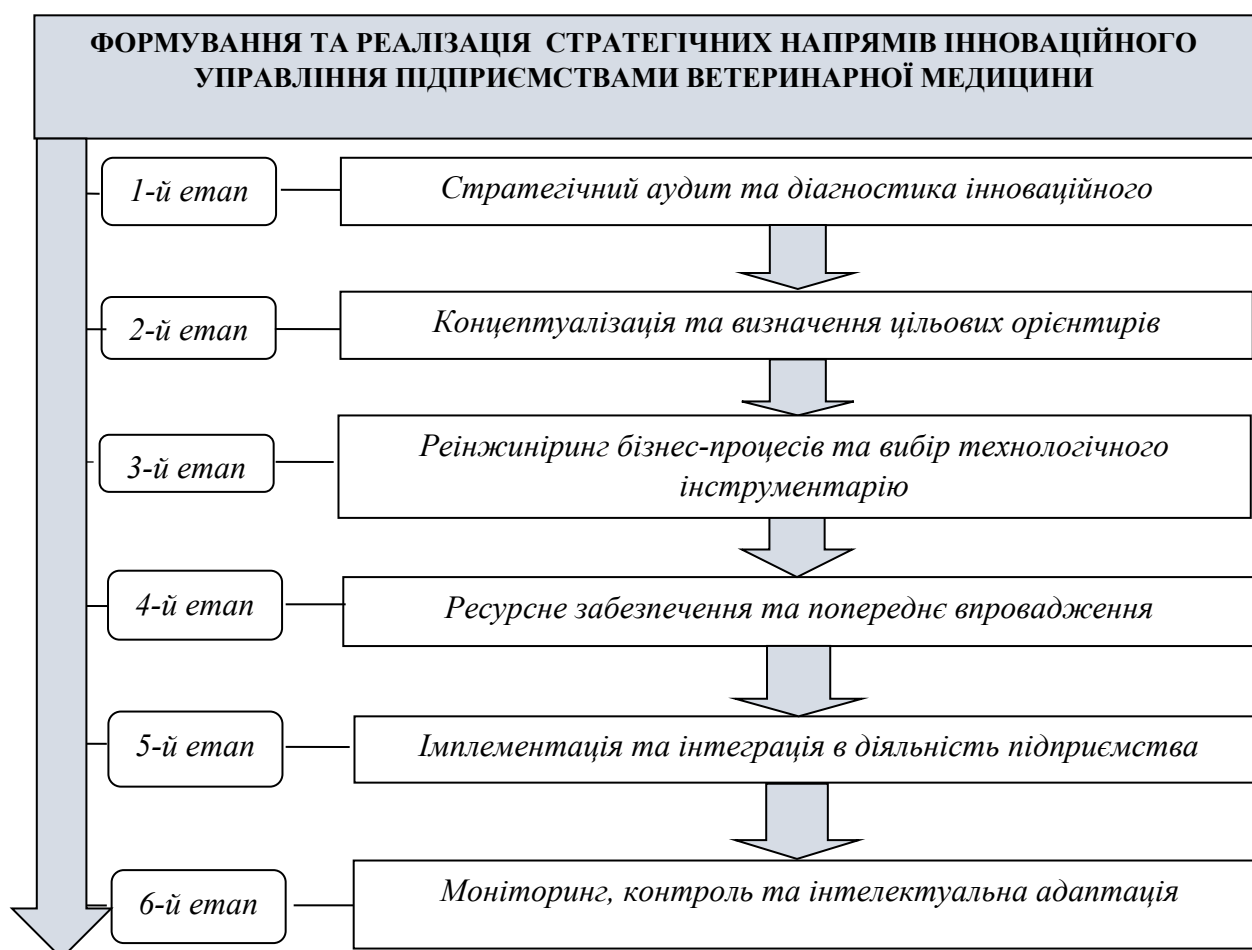 ФОРМУВАННЯ ТА РЕАЛІЗАЦІЯ СТРАТЕГІЧНИХ НАПРЯМІВ ІННОВАЦІЙНОГО
УПРАВЛІННЯ ПІДПРИЄМСТВАМИ ВЕТЕРИНАРНОЇ МЕДИЦИНИ
1-й етап
Стратегічний аудит та діагностика інноваційного
2-й етап
Концептуалізація та визначення цільових орієнтирів
3-й етап
Реінжиніринг бізнес-процесів та вибір технологічного
інструментарію
4-й етап
Ресурсне забезпечення та попереднє впровадження
5-й етап
Імплементація та інтеграція в діяльність підприємства
6-й етап
Моніторинг, контроль та інтелектуальна адаптація